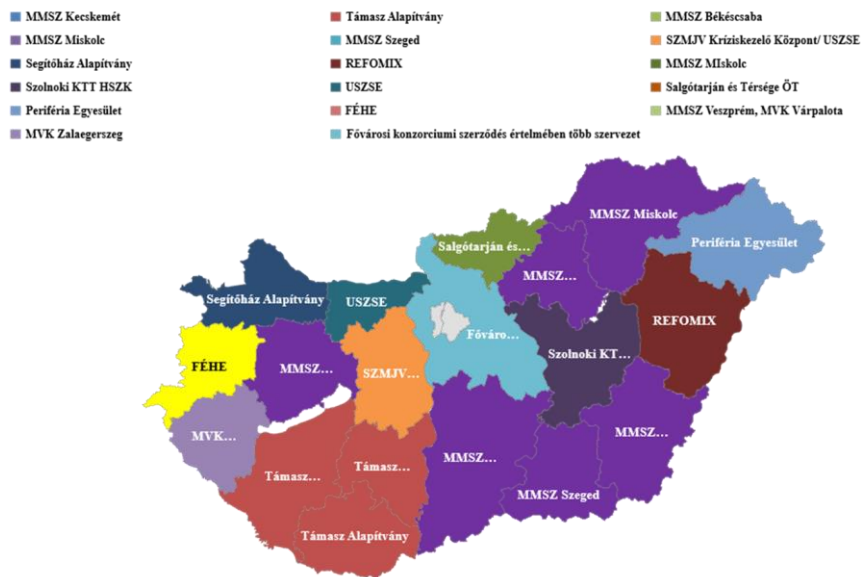 MMSZ Kecskemét
Támasz Alapítvány
MMSZ Békéscsaba
MMSZ Miskolc
MMSZ Szeged
SZMJV Kríziskezelő Központ/ USZSE
Segítőház Alapítvány
REFOMIX
MMSZ MIskolc
Szolnoki KTT HSZK
USZSE
Salgótarján és Térsége ÖT
Periféria Egyesület
FÉHE
MMSZ Veszprém, MVK Várpalota
MVK Zalaegerszeg
Fővárosi konzorciumi szerződés értelmében több szervezet
MMSZ Miskolc
Salgótarján és...
Periféria Egyesület
MMSZ...
Segítőház Alapítvány
USZSE
REFOMIX
Főváro...
Szolnoki KT...
FÉHE
MMSZ...
SZMJV...
MVK...
MMSZ...
Támasz...
Támasz...
MMSZ...
MMSZ Szeged
Támasz Alapítvány